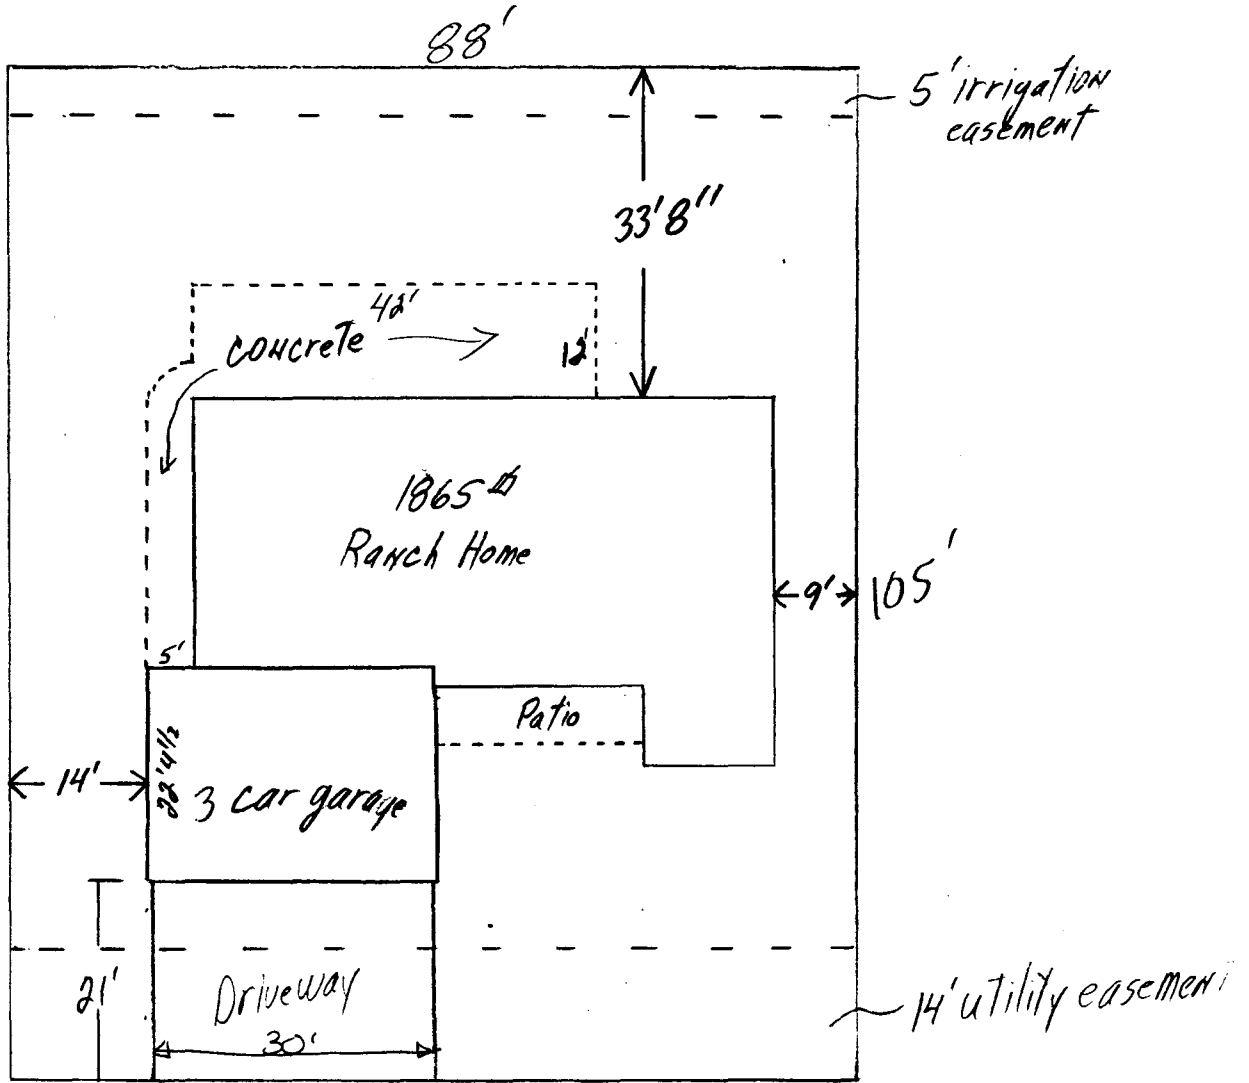 88'
5' irrigation
easement
33'8"
42'
concrete
12'
1865
Ranch Home
9'
105'
5'
Patio
22'4½
14'
3 car garage
21'
Driveway
30'
14' utility easement